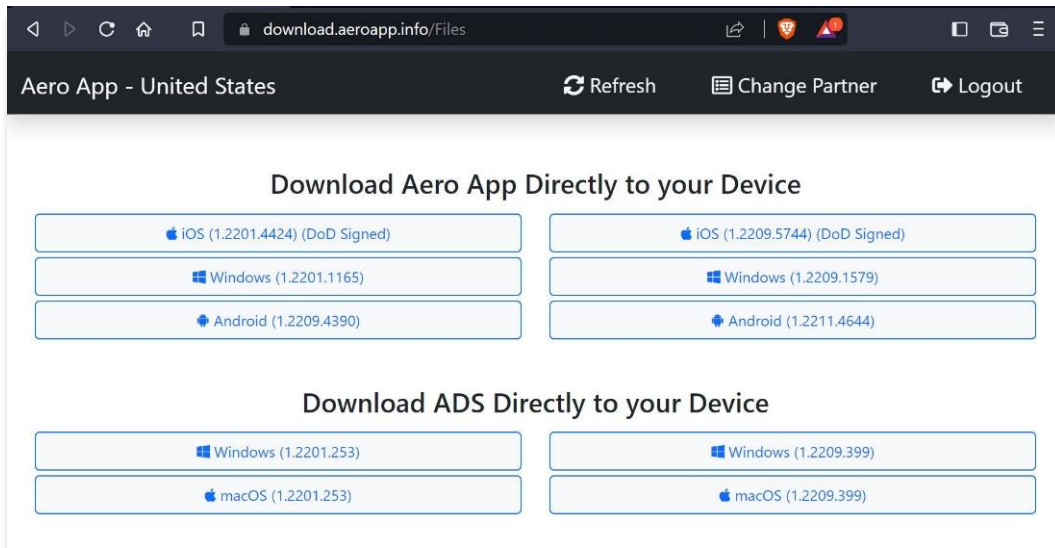 download.aeroapp.info/Files
1
Aero App - United States
Refresh
Change Partner
Logout
Download Aero App Directly to your Device
iOS (1.2201.4424) (DoD Signed)
iOS (1.2209.5744) (DoD Signed)
Windows (1.2201.1165)
Windows (1.2209.1579)
Android (1.2209.4390)
Android (1.2211.4644)
Download ADS Directly to your Device
Windows (1.2201.253)
Windows (1.2209.399)
macOS (1.2201.253)
macOS (1.2209.399)